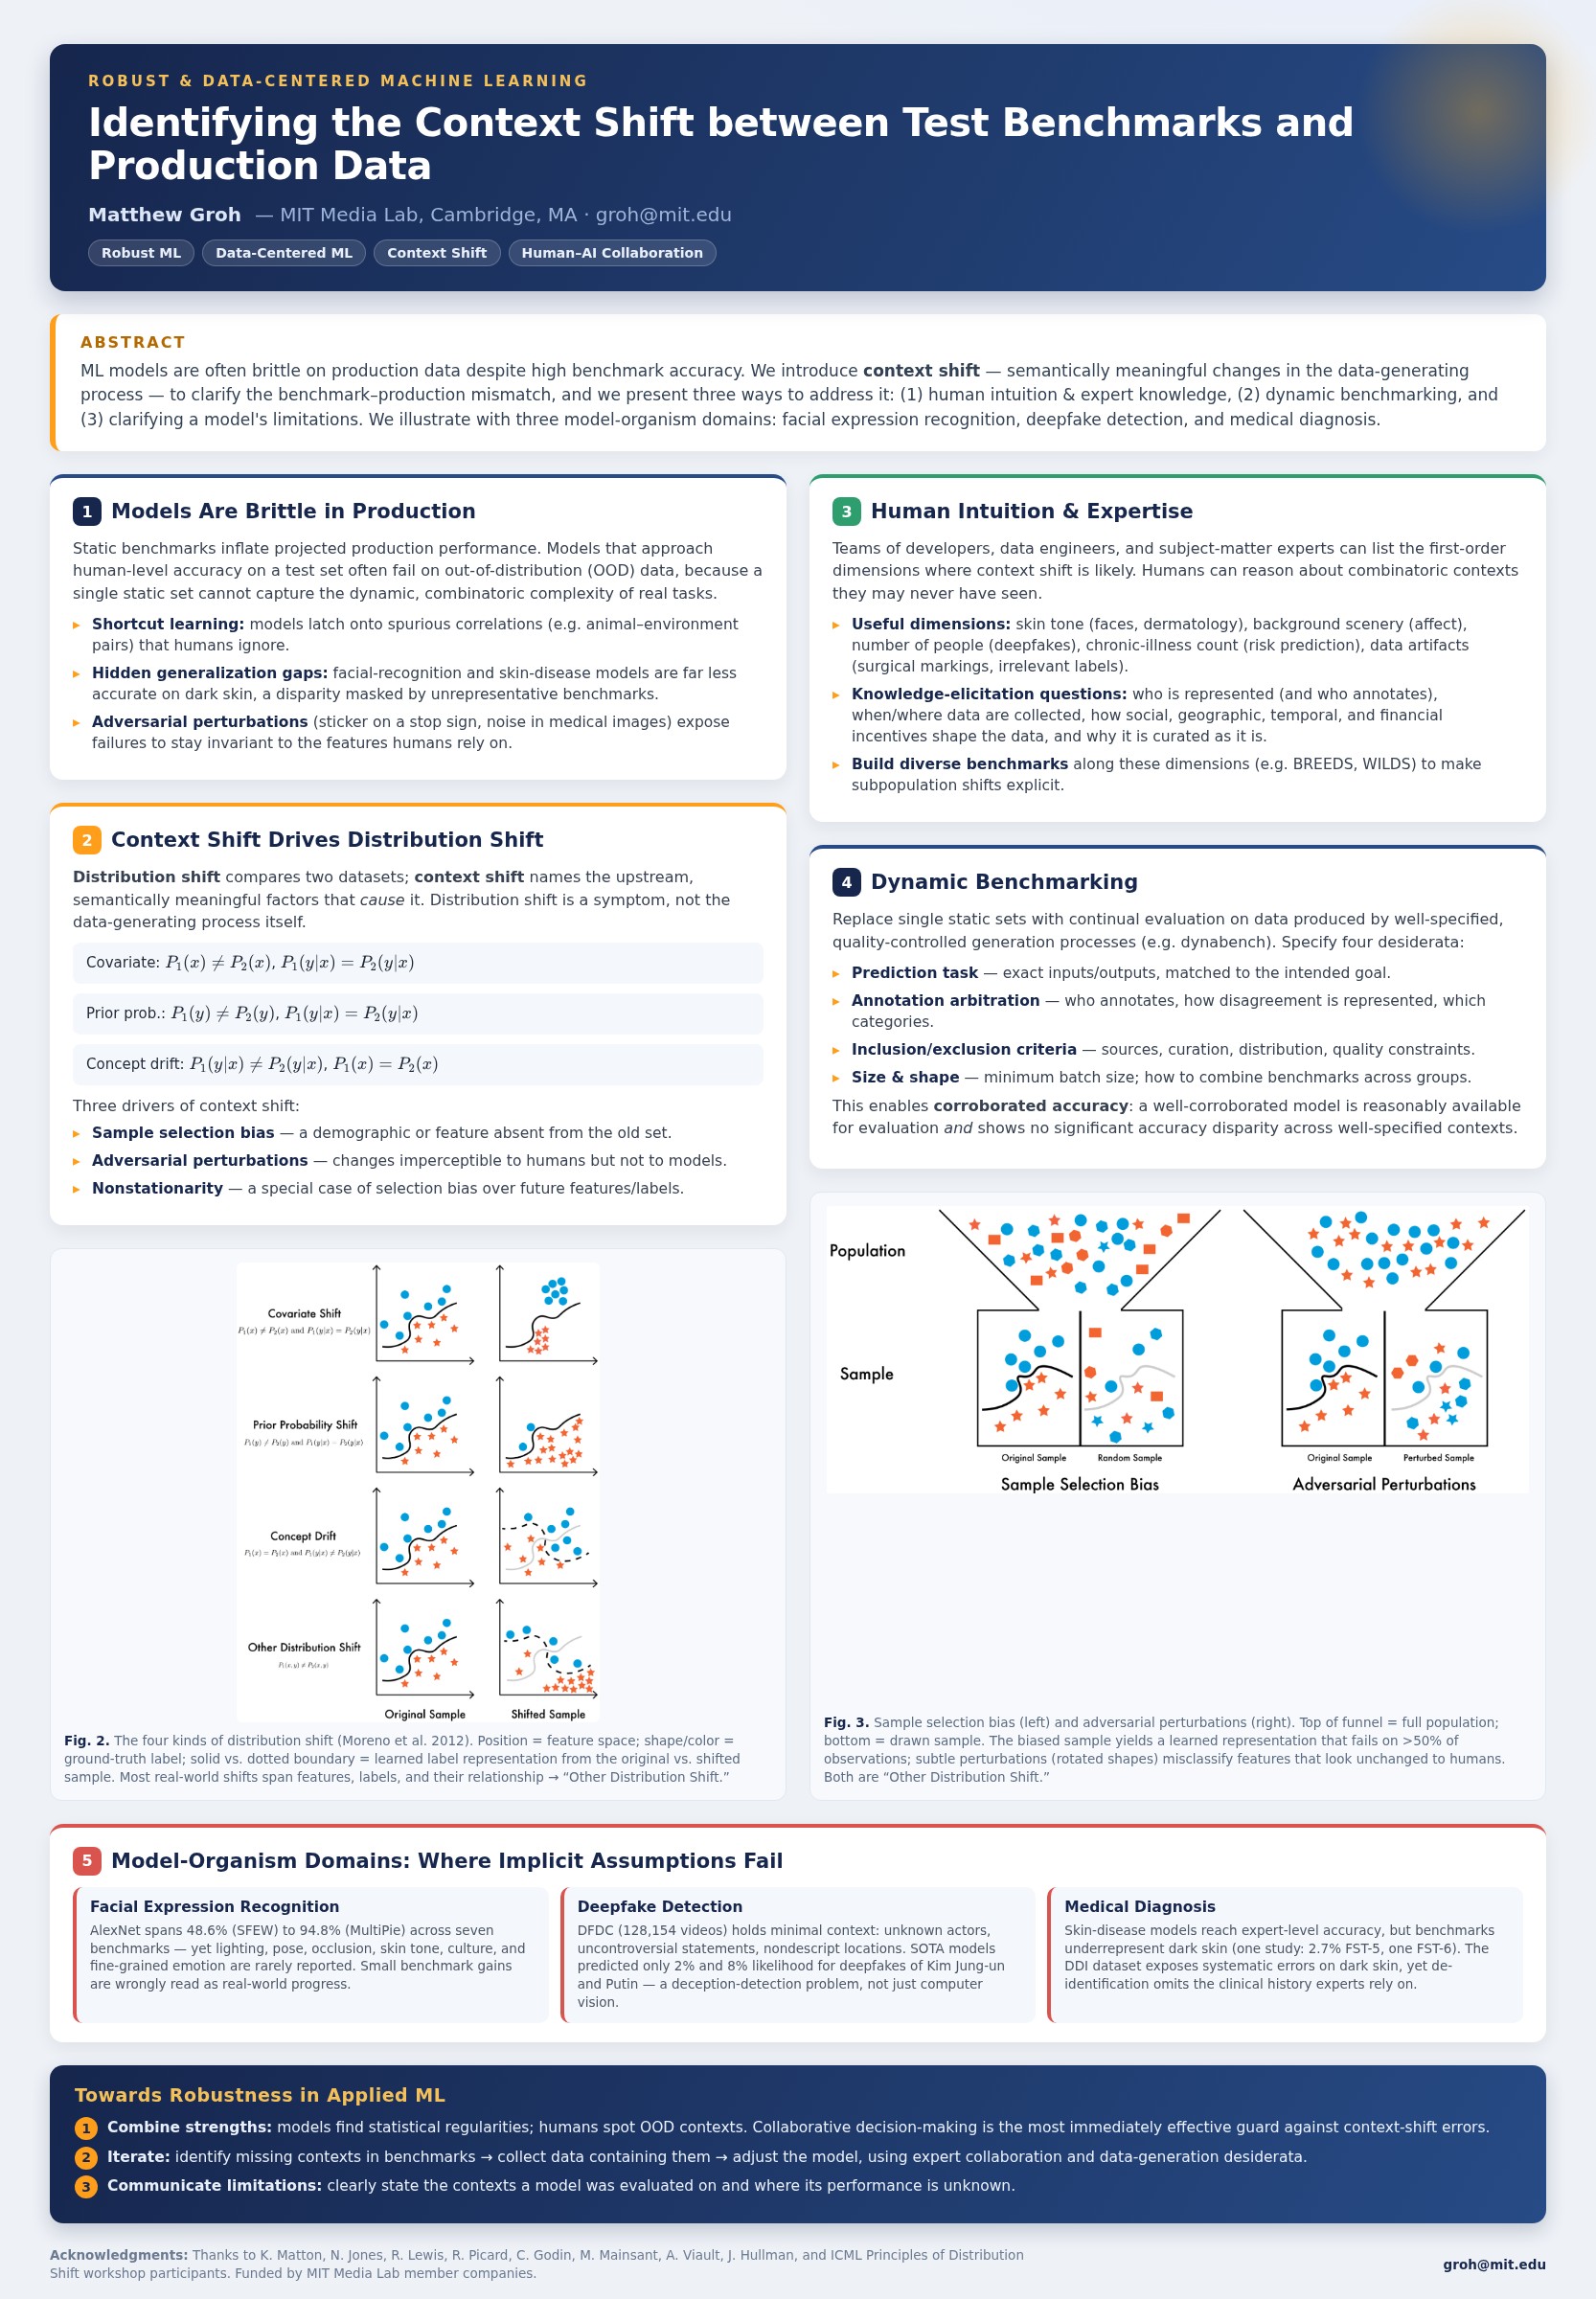 ROBUST & DATA-CENTERED MACHINE LEARNING
Identifying the Context Shift between Test Benchmarks and
Production Data
Matthew Groh — MIT Media Lab, Cambridge, MA · groh@mit.edu
Robust ML
Data-Centered ML
Context Shift
Human–AI Collaboration
ABSTRACT
ML models are often brittle on production data despite high benchmark accuracy. We introduce context shift — semantically meaningful changes in the data-generating
process — to clarify the benchmark–production mismatch, and we present three ways to address it: (1) human intuition & expert knowledge, (2) dynamic benchmarking, and
(3) clarifying a model's limitations. We illustrate with three model-organism domains: facial expression recognition, deepfake detection, and medical diagnosis.
1 Models Are Brittle in Production
Static benchmarks inflate projected production performance. Models that approach
human-level accuracy on a test set often fail on out-of-distribution (OOD) data, because a
single static set cannot capture the dynamic, combinatoric complexity of real tasks.
▸ Shortcut learning: models latch onto spurious correlations (e.g. animal–environment
pairs) that humans ignore.
▸ Hidden generalization gaps: facial-recognition and skin-disease models are far less
accurate on dark skin, a disparity masked by unrepresentative benchmarks.
▸ Adversarial perturbations (sticker on a stop sign, noise in medical images) expose
failures to stay invariant to the features humans rely on.
2 Context Shift Drives Distribution Shift
Distribution shift compares two datasets; context shift names the upstream,
semantically meaningful factors that cause it. Distribution shift is a symptom, not the
data-generating process itself.
Covariate: P₁(x) ≠ P₂(x), P₁(y|x) = P₂(y|x)
Prior prob.: P₁(y) ≠ P₂(y), P₁(y|x) = P₂(y|x)
Concept drift: P₁(y|x) ≠ P₂(y|x), P₁(x) = P₂(x)
Three drivers of context shift:
▸ Sample selection bias — a demographic or feature absent from the old set.
▸ Adversarial perturbations — changes imperceptible to humans but not to models.
▸ Nonstationarity — a special case of selection bias over future features/labels.
Covariate Shift
P₁(x) ≠ P₂(x) and P₁(y|x) = P₂(y|x)
Prior Probability Shift
P₁(y) ≠ P₂(y) and P₁(y|x) = P₂(y|x)
Concept Drift
P₁(x) = P₂(x) and P₁(y|x) ≠ P₂(y|x)
Other Distribution Shift
P₁(x, y) ≠ P₂(x, y)
Original Sample
Shifted Sample
Fig. 2. The four kinds of distribution shift (Moreno et al. 2012). Position = feature space; shape/color =
ground-truth label; solid vs. dotted boundary = learned label representation from the original vs. shifted
sample. Most real-world shifts span features, labels, and their relationship → “Other Distribution Shift.”
3 Human Intuition & Expertise
Teams of developers, data engineers, and subject-matter experts can list the first-order
dimensions where context shift is likely. Humans can reason about combinatoric contexts
they may never have seen.
▸ Useful dimensions: skin tone (faces, dermatology), background scenery (affect),
number of people (deepfakes), chronic-illness count (risk prediction), data artifacts
(surgical markings, irrelevant labels).
▸ Knowledge-elicitation questions: who is represented (and who annotates),
when/where data are collected, how social, geographic, temporal, and financial
incentives shape the data, and why it is curated as it is.
▸ Build diverse benchmarks along these dimensions (e.g. BREEDS, WILDS) to make
subpopulation shifts explicit.
4 Dynamic Benchmarking
Replace single static sets with continual evaluation on data produced by well-specified,
quality-controlled generation processes (e.g. dynabench). Specify four desiderata:
▸ Prediction task — exact inputs/outputs, matched to the intended goal.
▸ Annotation arbitration — who annotates, how disagreement is represented, which
categories.
▸ Inclusion/exclusion criteria — sources, curation, distribution, quality constraints.
▸ Size & shape — minimum batch size; how to combine benchmarks across groups.
This enables corroborated accuracy: a well-corroborated model is reasonably available
for evaluation and shows no significant accuracy disparity across well-specified contexts.
Population
Sample
Original Sample
Random Sample
Original Sample
Perturbed Sample
Sample Selection Bias
Adversarial Perturbations
Fig. 3. Sample selection bias (left) and adversarial perturbations (right). Top of funnel = full population;
bottom = drawn sample. The biased sample yields a learned representation that fails on >50% of
observations; subtle perturbations (rotated shapes) misclassify features that look unchanged to humans.
Both are “Other Distribution Shift.”
5 Model-Organism Domains: Where Implicit Assumptions Fail
Facial Expression Recognition
AlexNet spans 48.6% (SFEW) to 94.8% (MultiPie) across seven
benchmarks — yet lighting, pose, occlusion, skin tone, culture, and
fine-grained emotion are rarely reported. Small benchmark gains
are wrongly read as real-world progress.
Deepfake Detection
DFDC (128,154 videos) holds minimal context: unknown actors,
uncontroversial statements, nondescript locations. SOTA models
predicted only 2% and 8% likelihood for deepfakes of Kim Jung-un
and Putin — a deception-detection problem, not just computer
vision.
Medical Diagnosis
Skin-disease models reach expert-level accuracy, but benchmarks
underrepresent dark skin (one study: 2.7% FST-5, one FST-6). The
DDI dataset exposes systematic errors on dark skin, yet de-
identification omits the clinical history experts rely on.
Towards Robustness in Applied ML
1 Combine strengths: models find statistical regularities; humans spot OOD contexts. Collaborative decision-making is the most immediately effective guard against context-shift errors.
2 Iterate: identify missing contexts in benchmarks → collect data containing them → adjust the model, using expert collaboration and data-generation desiderata.
3 Communicate limitations: clearly state the contexts a model was evaluated on and where its performance is unknown.
Acknowledgments: Thanks to K. Matton, N. Jones, R. Lewis, R. Picard, C. Godin, M. Mainsant, A. Viault, J. Hullman, and ICML Principles of Distribution
Shift workshop participants. Funded by MIT Media Lab member companies.
groh@mit.edu